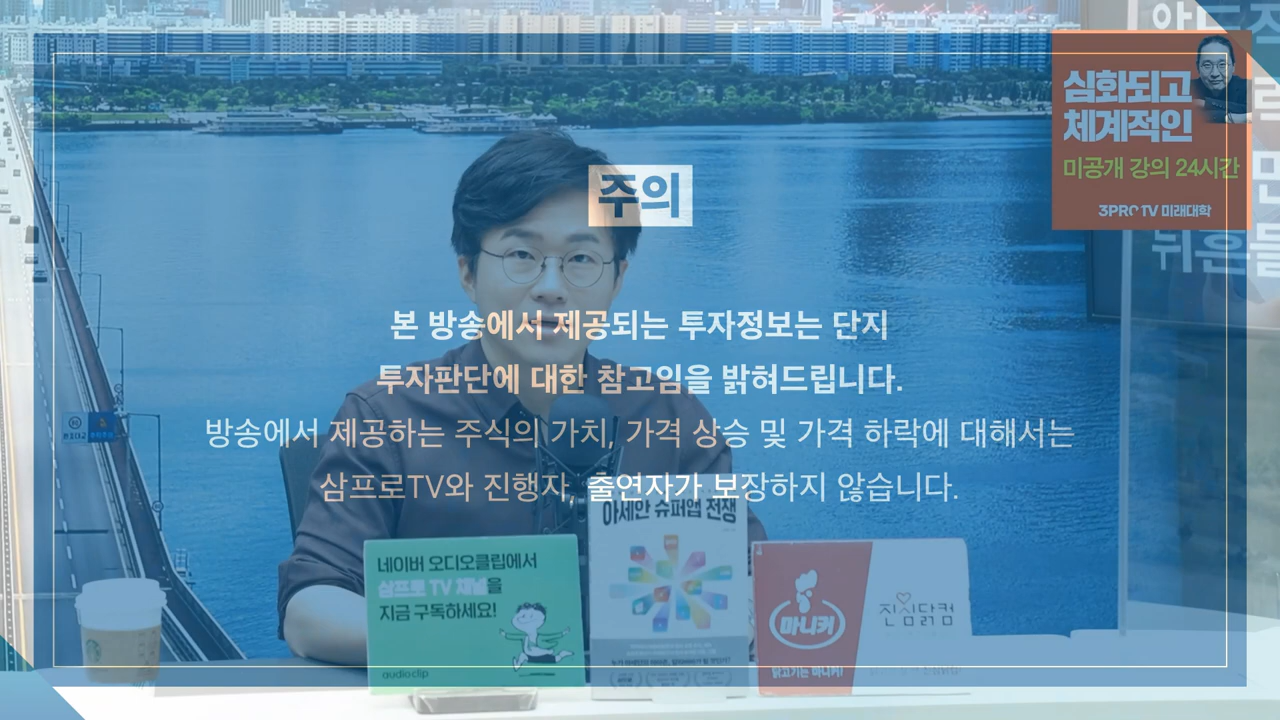 심화되고
체계적인
미공개 강의 24시간
3PRO TV 미래대학
주의
본 방송에서 제공되는 투자정보는 단지
투자판단에 대한 참고임을 밝혀드립니다.
방송에서 제공하는 주식의 가치, 가격 상승 및 가격 하락에 대해서는
삼프로TV와 진행자, 출연자가 보장하지 않습니다.
아세안 슈퍼앱 전쟁
네이버 오디오클립에서
삼프로 TV 채널을
지금 구독하세요!
audioclip
마니커
닭고기는 마니커!
진심닭컴